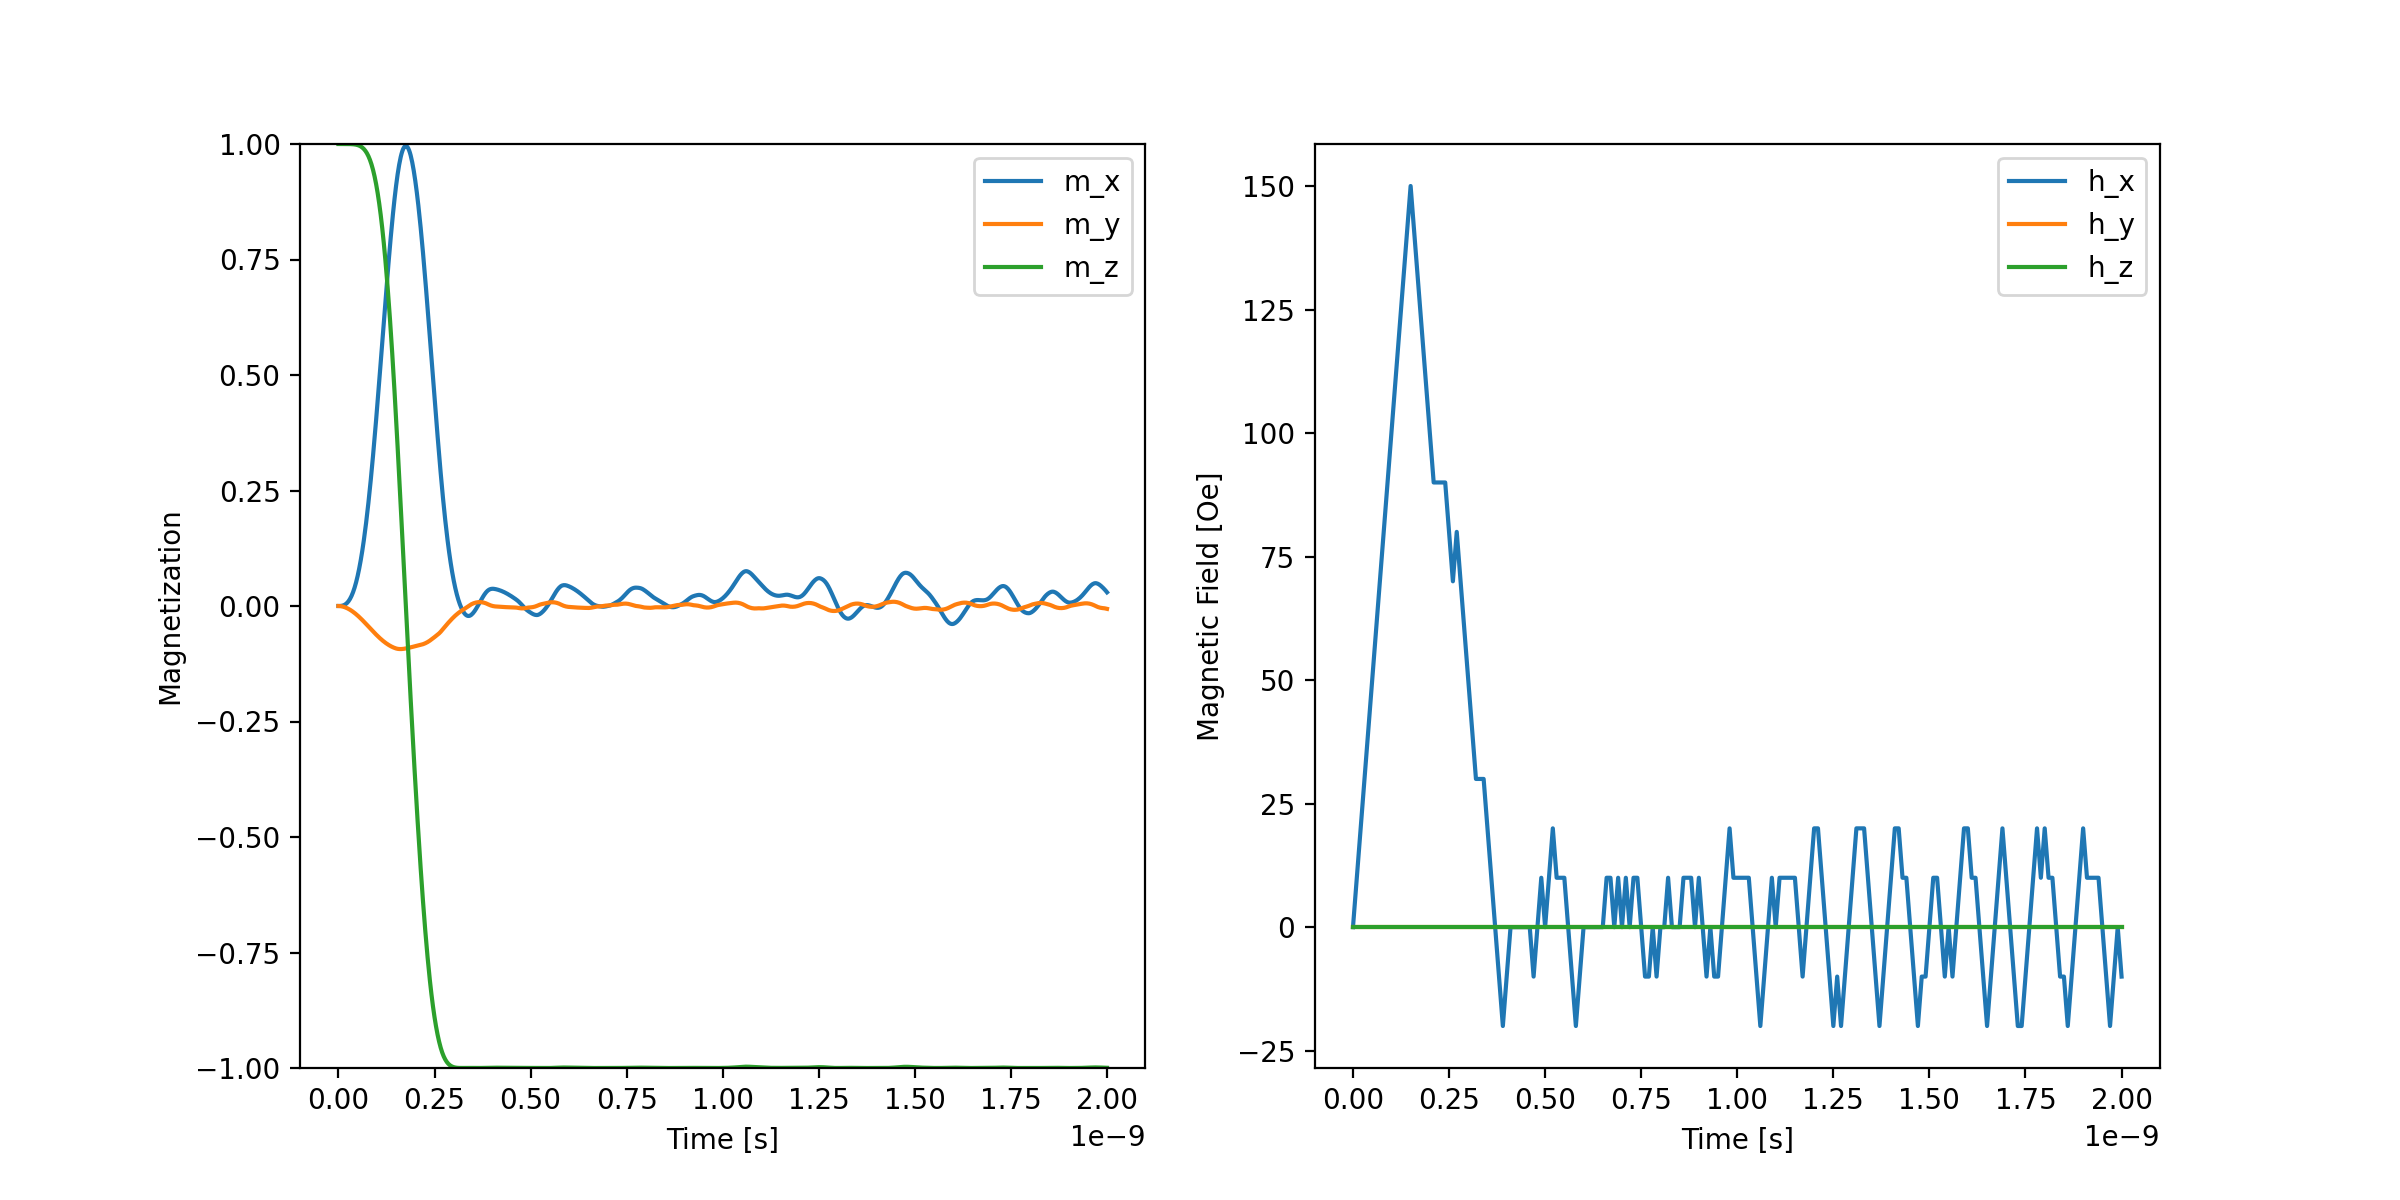 1.00
0.75
0.50
0.25
0.00
−0.25
−0.50
−0.75
−1.00
Magnetization
0.00 0.25 0.50 0.75 1.00 1.25 1.50 1.75 2.00
Time [s]
1e−9
m_x
m_y
m_z
150
125
100
75
50
25
0
−25
Magnetic Field [Oe]
0.00 0.25 0.50 0.75 1.00 1.25 1.50 1.75 2.00
Time [s]
1e−9
h_x
h_y
h_z